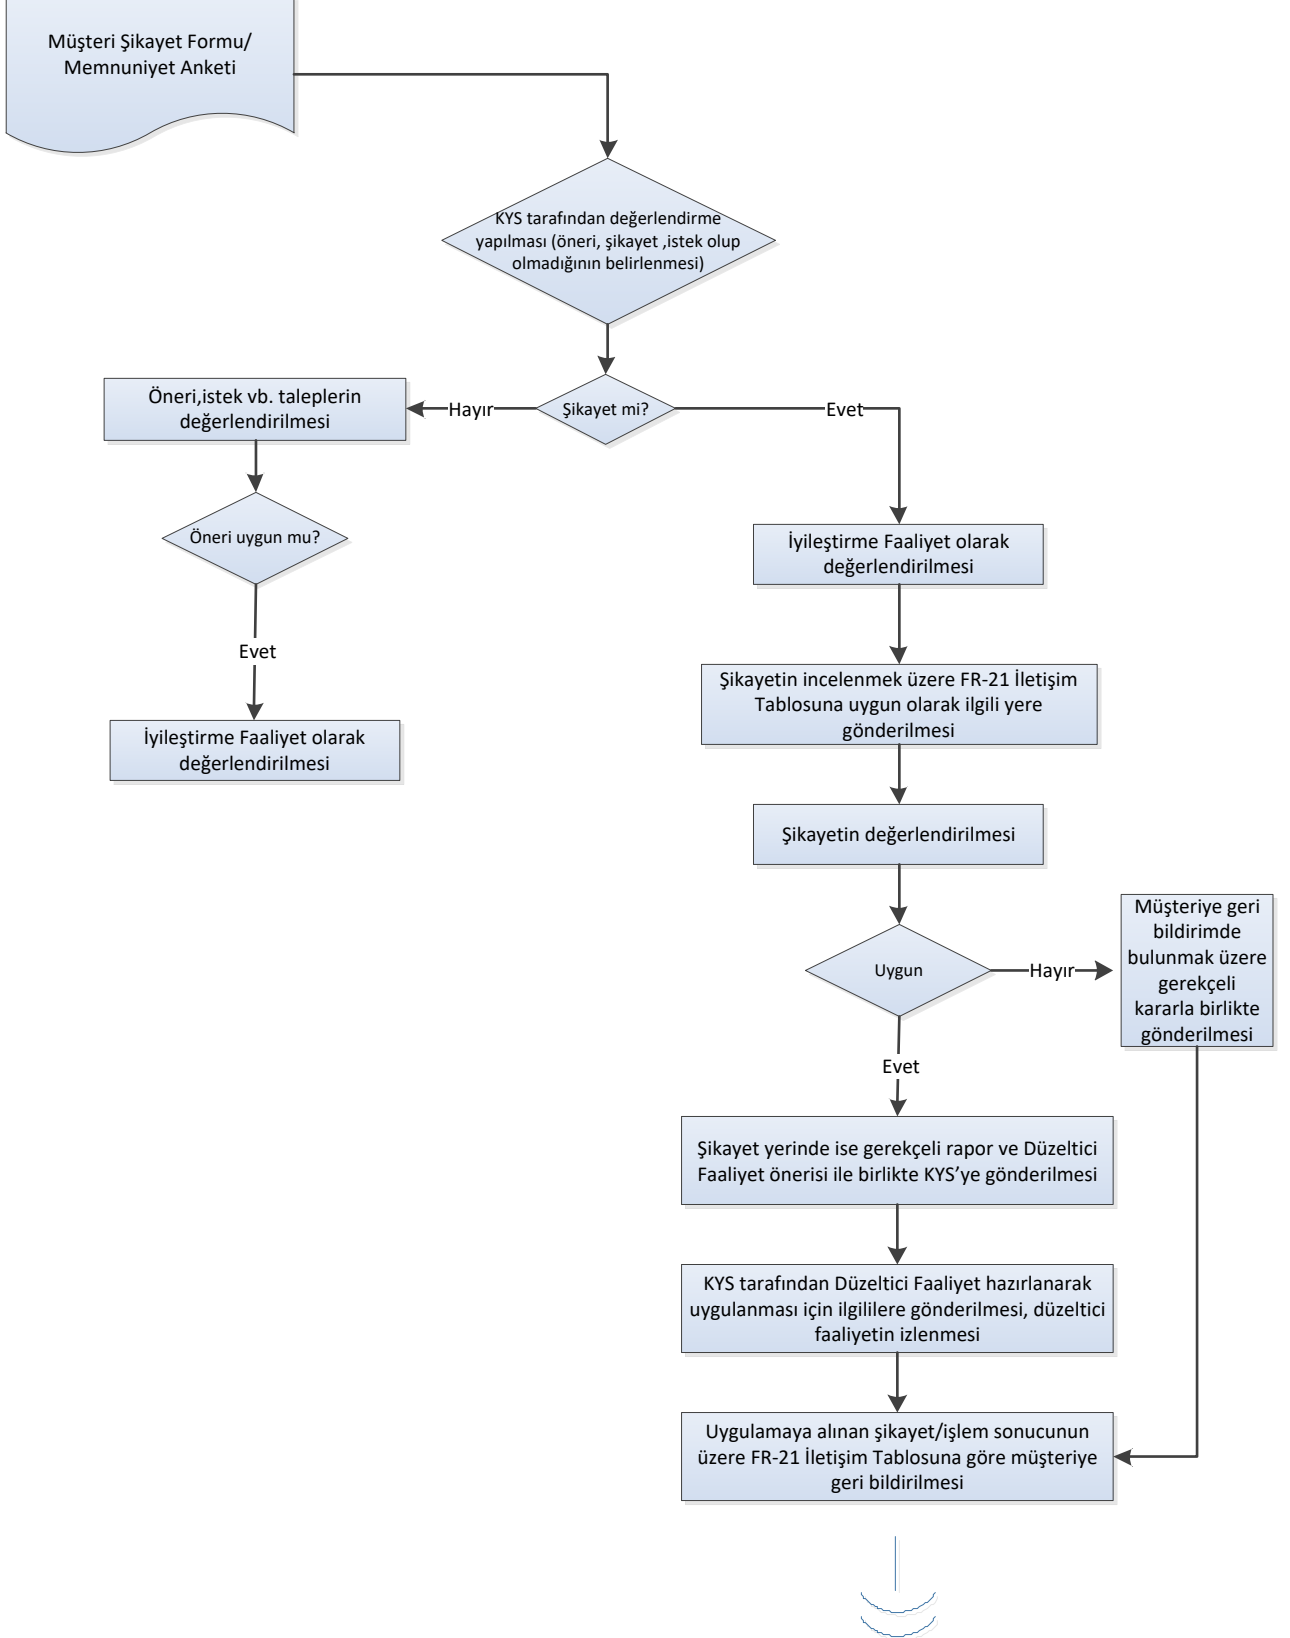 Müşteri Şikayet Formu/
Memnuniyet Anketi
KYS tarafından değerlendirme
yapılması (öneri, şikayet ,istek olup
olmadığının belirlenmesi)
Şikayet mi?
Hayır
Evet
Öneri,istek vb. taleplerin
değerlendirilmesi
Öneri uygun mu?
Evet
İyileştirme Faaliyet olarak
değerlendirilmesi
İyileştirme Faaliyet olarak
değerlendirilmesi
Şikayetin incelenmek üzere FR-21 İletişim
Tablosuna uygun olarak ilgili yere
gönderilmesi
Şikayetin değerlendirilmesi
Uygun
Hayır
Müşteriye geri
bildirimde
bulunmak üzere
gerekçeli
kararla birlikte
gönderilmesi
Evet
Şikayet yerinde ise gerekçeli rapor ve Düzeltici
Faaliyet önerisi ile birlikte KYS’ye gönderilmesi
KYS tarafından Düzeltici Faaliyet hazırlanarak
uygulanması için ilgililere gönderilmesi, düzeltici
faaliyetin izlenmesi
Uygulamaya alınan şikayet/işlem sonucunun
üzere FR-21 İletişim Tablosuna göre müşteriye
geri bildirilmesi